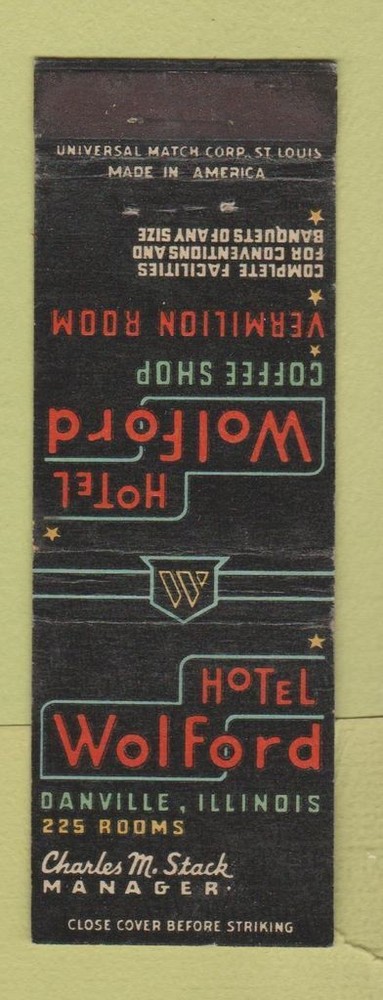 UNIVERSAL MATCH CORP. ST LOUIS
MADE IN AMERICA
HOTEL
Wolford
COFFEE SHOP
VERMILION ROOM
COMPLETE FACILITIES
FOR CONVENTIONS AND
BANQUETS OF ANY SIZE
W
HOTEL
Wolford
DANVILLE, ILLINOIS
225 ROOMS
Charles M. Stack
MANAGER.
CLOSE COVER BEFORE STRIKING